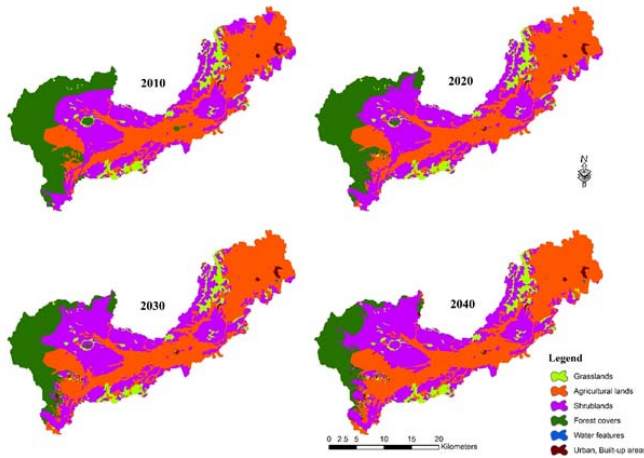 2010
2020
N
2030
2040
Legend
Grasslands
Agricultural lands
Shrublands
Forest covers
Water features
Urban, Built-up area
0 2.5 5 10 15 20
Kilometers